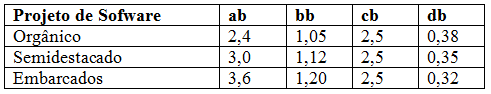 Projeto de Sofware ab bb cb db
Orgânico 2,4 1,05 2,5 0,38
Semidestacado 3,0 1,12 2,5 0,35
Embarcados 3,6 1,20 2,5 0,32